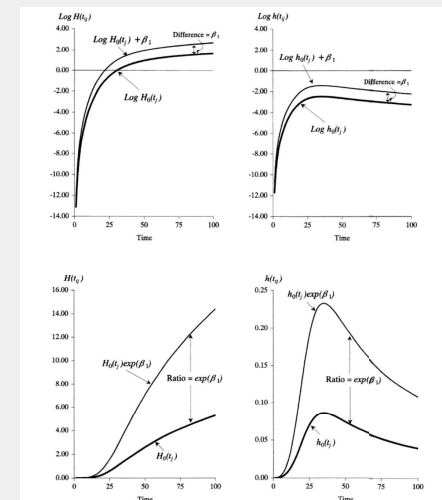 Log H(tᵢⱼ)
4.00
2.00
0.00
-2.00
-4.00
-6.00
-8.00
-10.00
-12.00
-14.00
Log H₀(tⱼ) + β₁
Difference = β₁
Log H₀(tⱼ)
0 25 50 75 100
Time
Log h(tᵢⱼ)
4.00
2.00
0.00
-2.00
-4.00
-6.00
-8.00
-10.00
-12.00
-14.00
Log h₀(tⱼ) + β₁
Difference = β₁
Log h₀(tⱼ)
0 25 50 75 100
Time
H(tᵢⱼ)
16.00
14.00
12.00
10.00
8.00
6.00
4.00
2.00
0.00
H₀(tⱼ)exp(β₁)
Ratio = exp(β₁)
H₀(tⱼ)
0 25 50 75 100
Time
h(tᵢⱼ)
0.25
0.20
0.15
0.10
0.05
0.00
h₀(tⱼ)exp(β₁)
Ratio = exp(β₁)
h₀(tⱼ)
0 25 50 75 100
Time